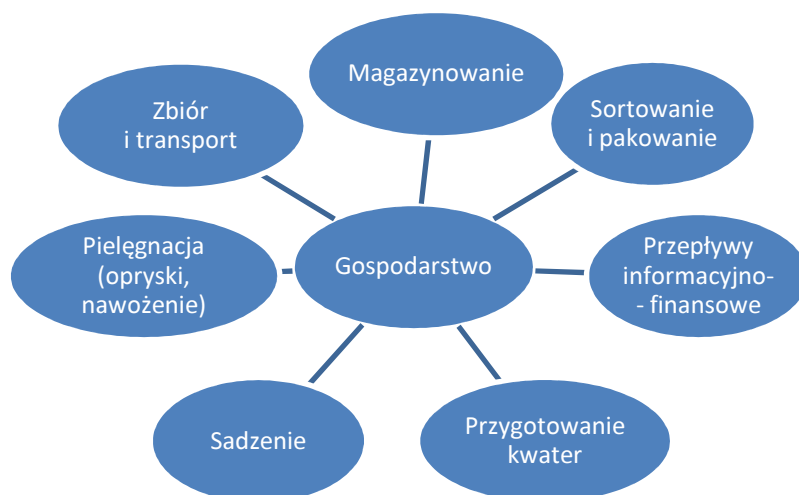 Magazynowanie
Zbiór
i transport
Sortowanie
i pakowanie
Pielęgnacja
(opryski,
nawożenie)
Gospodarstwo
Przepływy
informacyjno-
- finansowe
Sadzenie
Przygotowanie
kwater